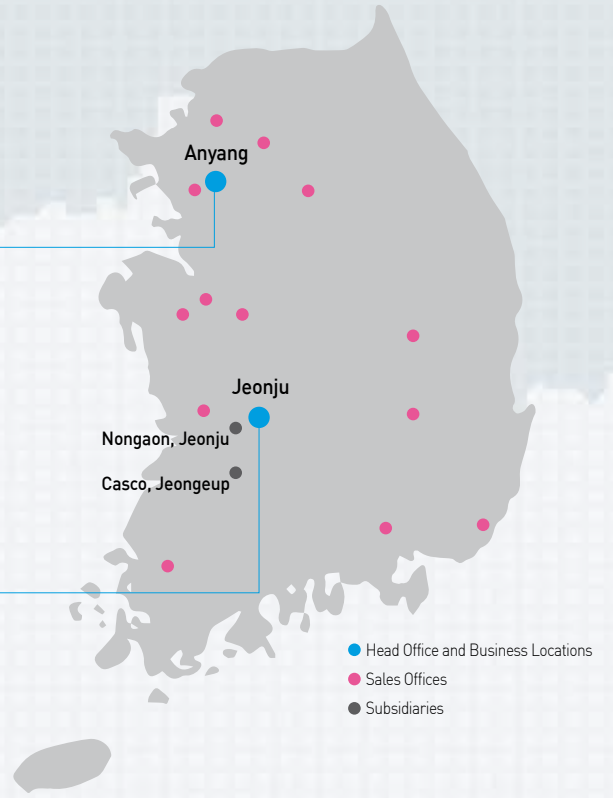 Anyang
Jeonju
Nongaon, Jeonju
Casco, Jeongeup
Head Office and Business Locations
Sales Offices
Subsidiaries